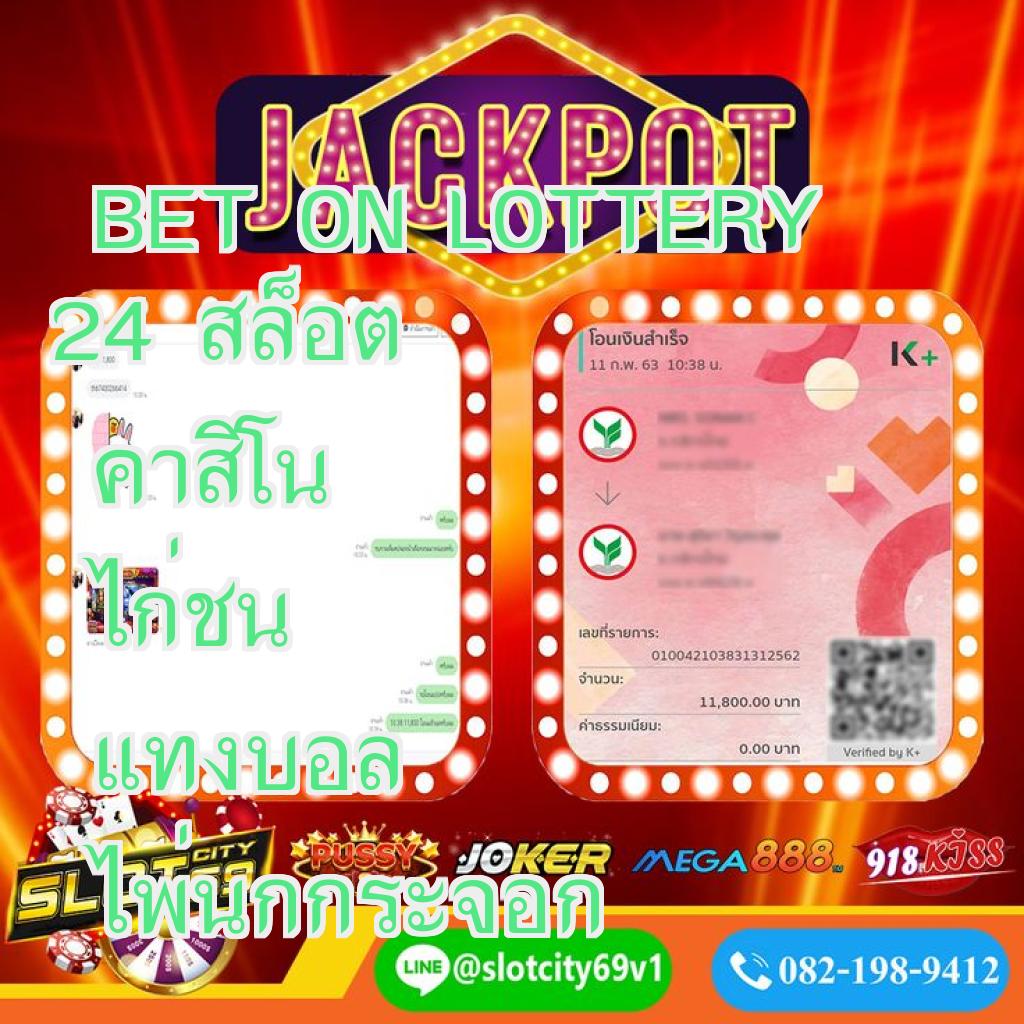 JACKPOT
BET ON LOTTERY
24 สล็อต
คาสิโน
ไก่ชน
แทงบอล
ไพ่นกกระจอก
1,800
โอนเงินสำเร็จ
11 ก.พ. 63 10:38 น.
K+
เลขที่รายการ:
010042103831312562
จำนวน:
11,800.00 บาท
ค่าธรรมเนียม:
0.00 บาท
Verified by K+
SLOT CITY
PUSSY
JOKER
MEGA888
918KISS
LINE @slotcity69v1
082-198-9412